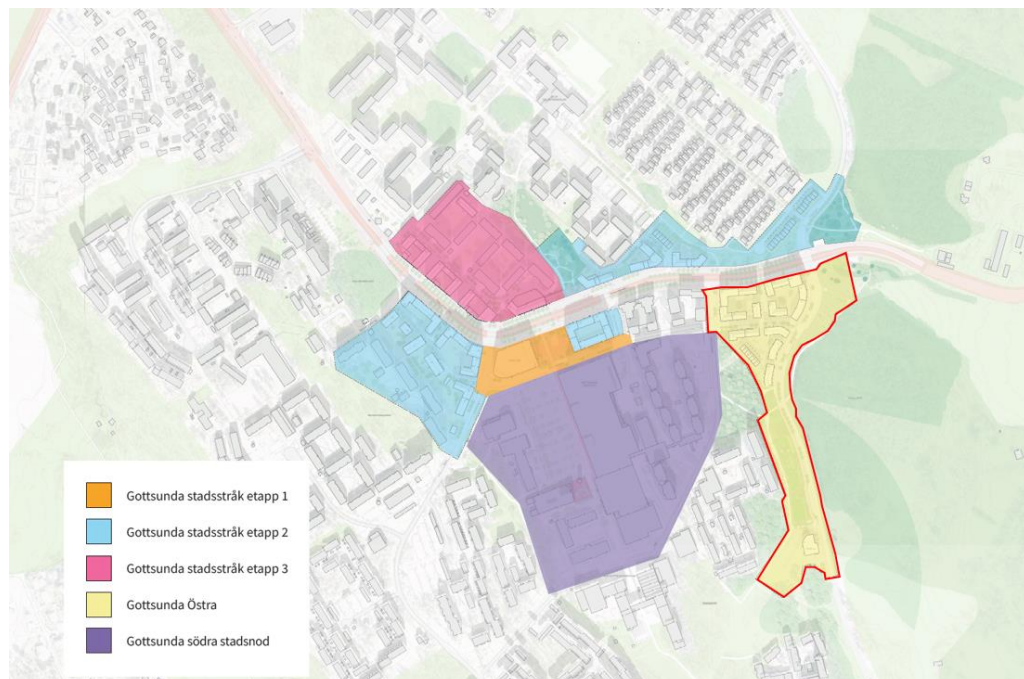 Gottsunda stadsstråk etapp 1
Gottsunda stadsstråk etapp 2
Gottsunda stadsstråk etapp 3
Gottsunda Östra
Gottsunda södra stadsnod